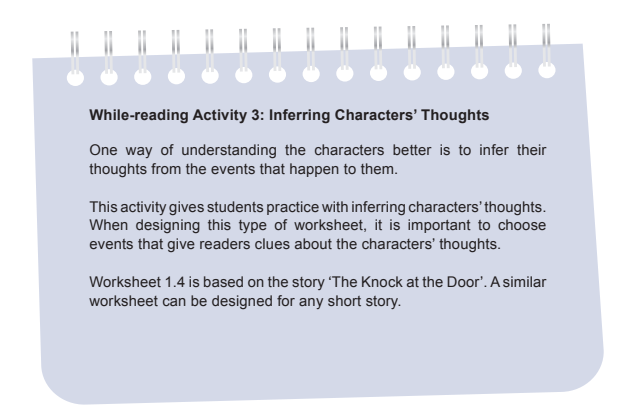 While-reading Activity 3: Inferring Characters’ Thoughts
One way of understanding the characters better is to infer their
thoughts from the events that happen to them.
This activity gives students practice with inferring characters’ thoughts.
When designing this type of worksheet, it is important to choose
events that give readers clues about the characters’ thoughts.
Worksheet 1.4 is based on the story ‘The Knock at the Door’. A similar
worksheet can be designed for any short story.